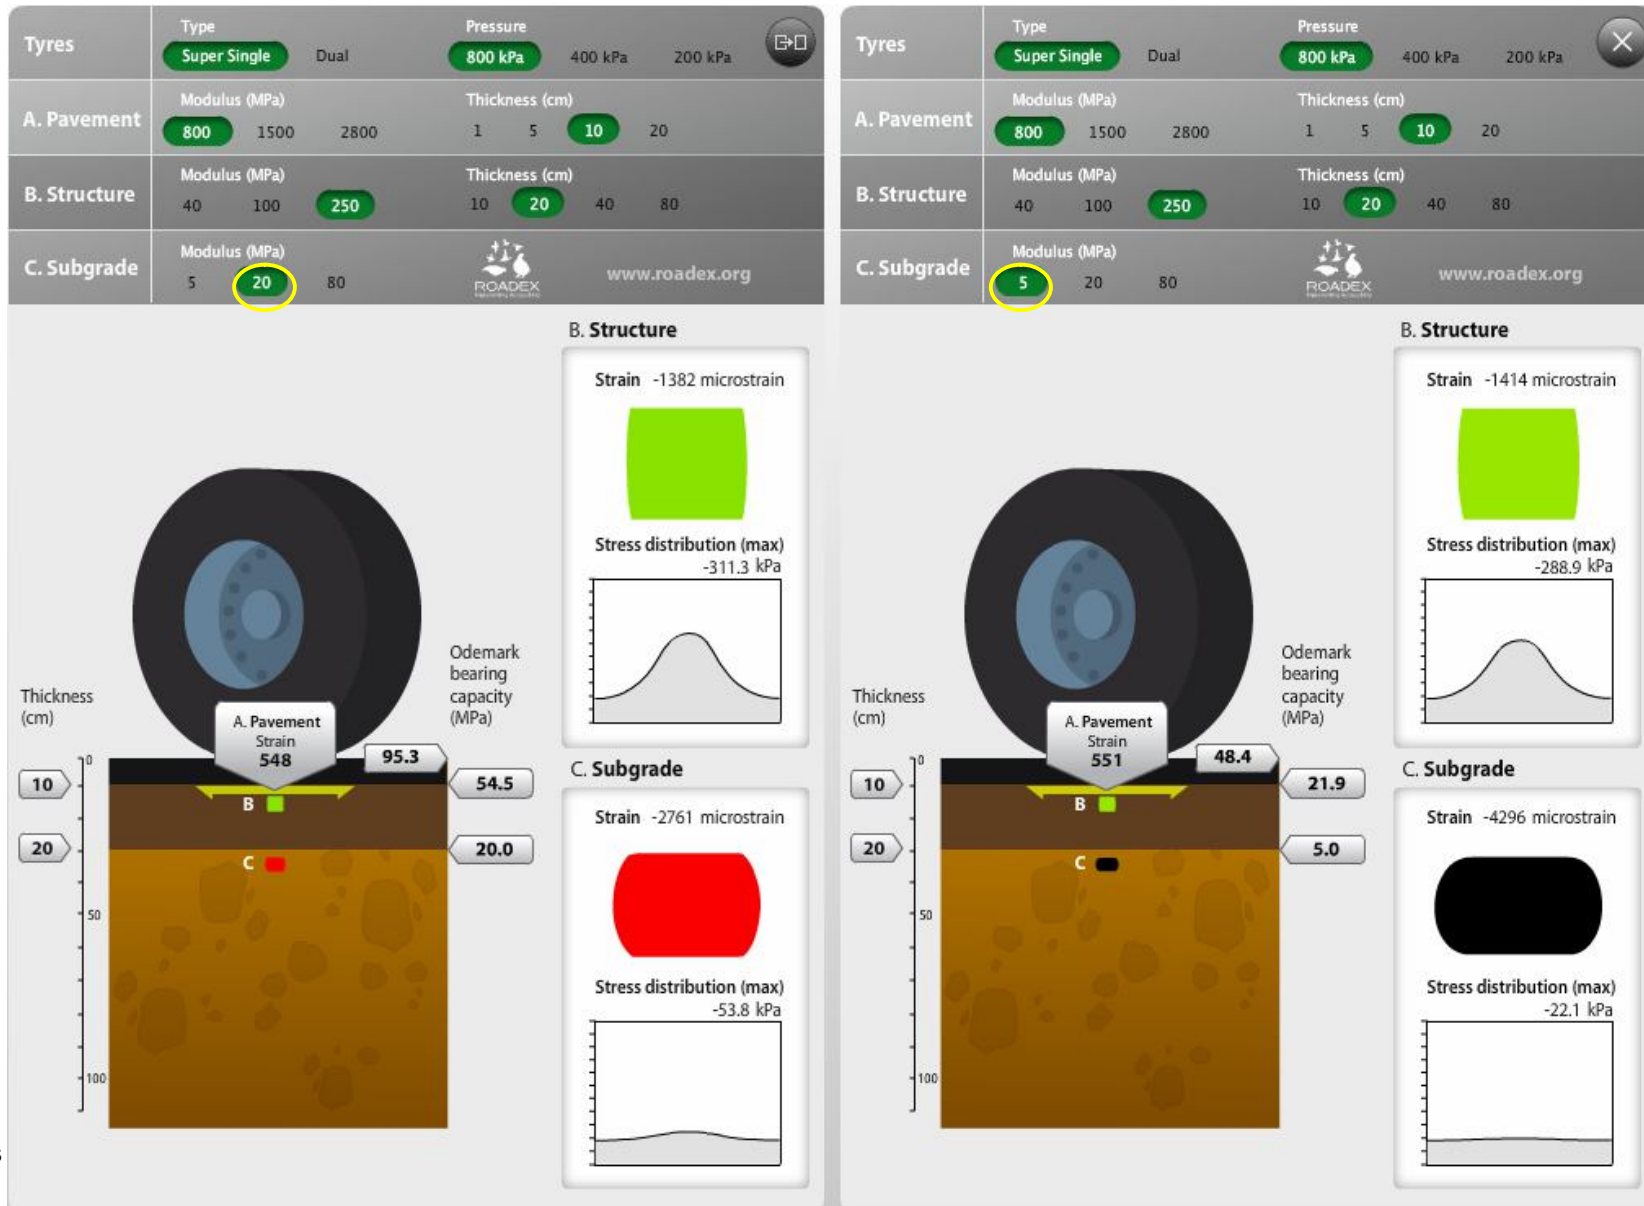 Tyres
Type
Super Single Dual
Pressure
800 kPa 400 kPa 200 kPa
A. Pavement
Modulus (MPa)
800 1500 2800
Thickness (cm)
1 5 10 20
B. Structure
Modulus (MPa)
40 100 250
Thickness (cm)
10 20 40 80
C. Subgrade
Modulus (MPa)
5 20 80
ROADEX
www.roadex.org
B. Structure
Strain -1382 microstrain
Stress distribution (max)
-311.3 kPa
Odemark
bearing
capacity
(MPa)
Thickness
(cm)
A. Pavement
Strain
548
95.3
0
10
54.5
B
20
20.0
C
50
100
C. Subgrade
Strain -2761 microstrain
Stress distribution (max)
-53.8 kPa
Tyres
Type
Super Single Dual
Pressure
800 kPa 400 kPa 200 kPa
A. Pavement
Modulus (MPa)
800 1500 2800
Thickness (cm)
1 5 10 20
B. Structure
Modulus (MPa)
40 100 250
Thickness (cm)
10 20 40 80
C. Subgrade
Modulus (MPa)
5 20 80
ROADEX
www.roadex.org
B. Structure
Strain -1414 microstrain
Stress distribution (max)
-288.9 kPa
Odemark
bearing
capacity
(MPa)
Thickness
(cm)
A. Pavement
Strain
551
48.4
0
10
21.9
B
20
5.0
C
50
100
C. Subgrade
Strain -4296 microstrain
Stress distribution (max)
-22.1 kPa